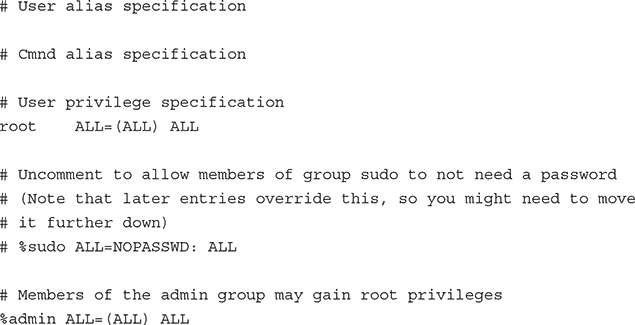 # User alias specification
# Cmnd alias specification
# User privilege specification
root    ALL=(ALL) ALL
# Uncomment to allow members of group sudo to not need a password
# (Note that later entries override this, so you might need to move
# it further down)
# %sudo ALL=NOPASSWD: ALL
# Members of the admin group may gain root privileges
%admin ALL=(ALL) ALL